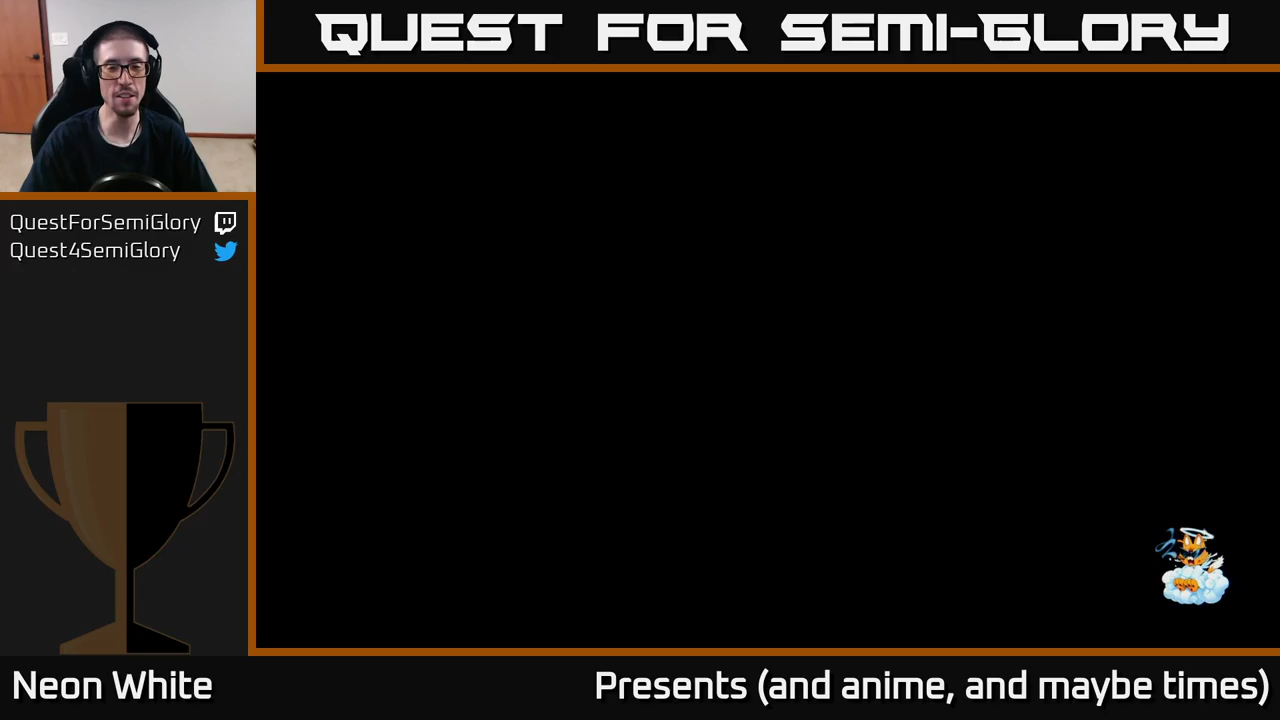 QUEST FOR SEMI-GLORY
QuestForSemiGlory
Quest4SemiGlory
Neon White
Presents (and anime, and maybe times)